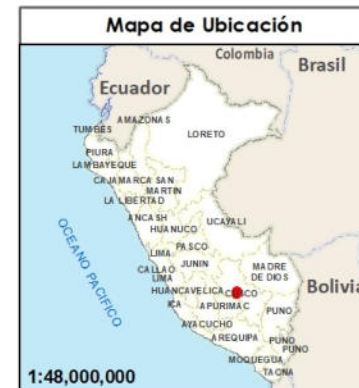 Mapa de Ubicación
Colombia
Brasil
Ecuador
AMAZONAS
TUMBES
LORETO
PIURA
LAMBAYEQUE
CAJAMARCA SAN
MARTIN
LA LIBERTAD
ANCASH
UCAYALI
HUANUCO
PASCO
LIMA
JUNIN
MADRE
DE DIOS
CALLAO
LIMA
Bolivia
HUANCAVELICA
ICA
APURIMAC
PUNO
AYACUCHO
AREQUIPA
PUNO
PUNO
MOQUEGUA
TACNA
OCEANO PACIFICO
1:48,000,000